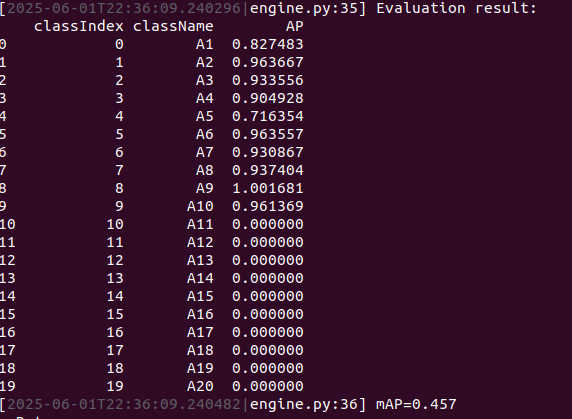 [2025-06-01T22:36:09.240296|engine.py:35] Evaluation result:
classIndex className AP
0 0 A1 0.827483
1 1 A2 0.963667
2 2 A3 0.933556
3 3 A4 0.904928
4 4 A5 0.716354
5 5 A6 0.963557
6 6 A7 0.930867
7 7 A8 0.937404
8 8 A9 1.001681
9 9 A10 0.961369
10 10 A11 0.000000
11 11 A12 0.000000
12 12 A13 0.000000
13 13 A14 0.000000
14 14 A15 0.000000
15 15 A16 0.000000
16 16 A17 0.000000
17 17 A18 0.000000
18 18 A19 0.000000
19 19 A20 0.000000
[2025-06-01T22:36:09.240482|engine.py:36] mAP=0.457